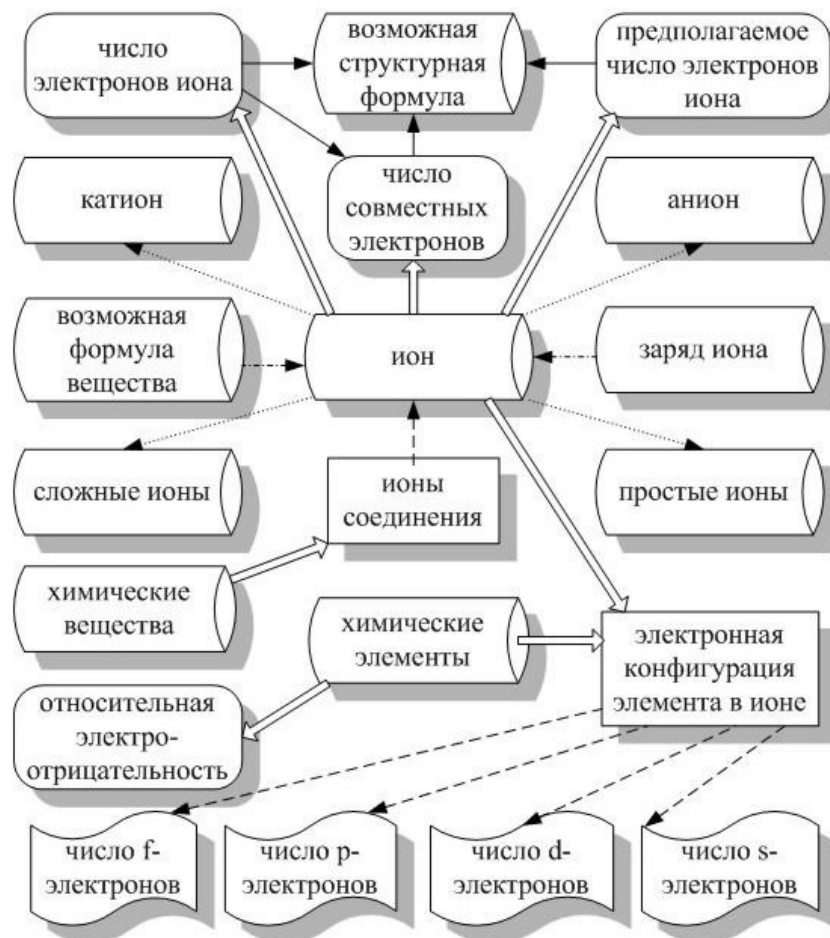 число
электронов иона
возможная
структурная
формула
предполагаемое
число электронов
иона
катион
число
совместных
электронов
анион
возможная
формула
вещества
ион
заряд иона
сложные ионы
ионы
соединения
простые ионы
химические
вещества
химические
элементы
электронная
конфигурация
элемента в ионе
относительная
электро-
отрицательность
число f-
электронов
число p-
электронов
число d-
электронов
число s-
электронов